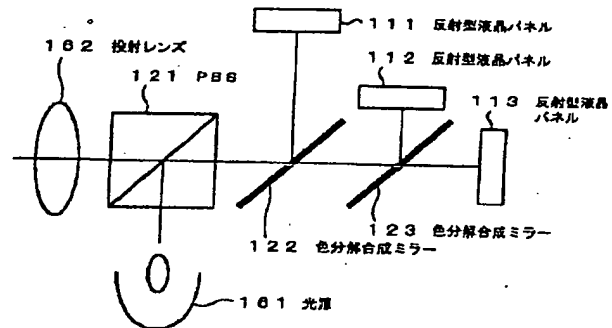 111 反射型液晶パネル
162 投射レンズ
112 反射型液晶パネル
121 PBS
113 反射型液晶
パネル
123 色分解合成ミラー
122 色分解合成ミラー
161 光源